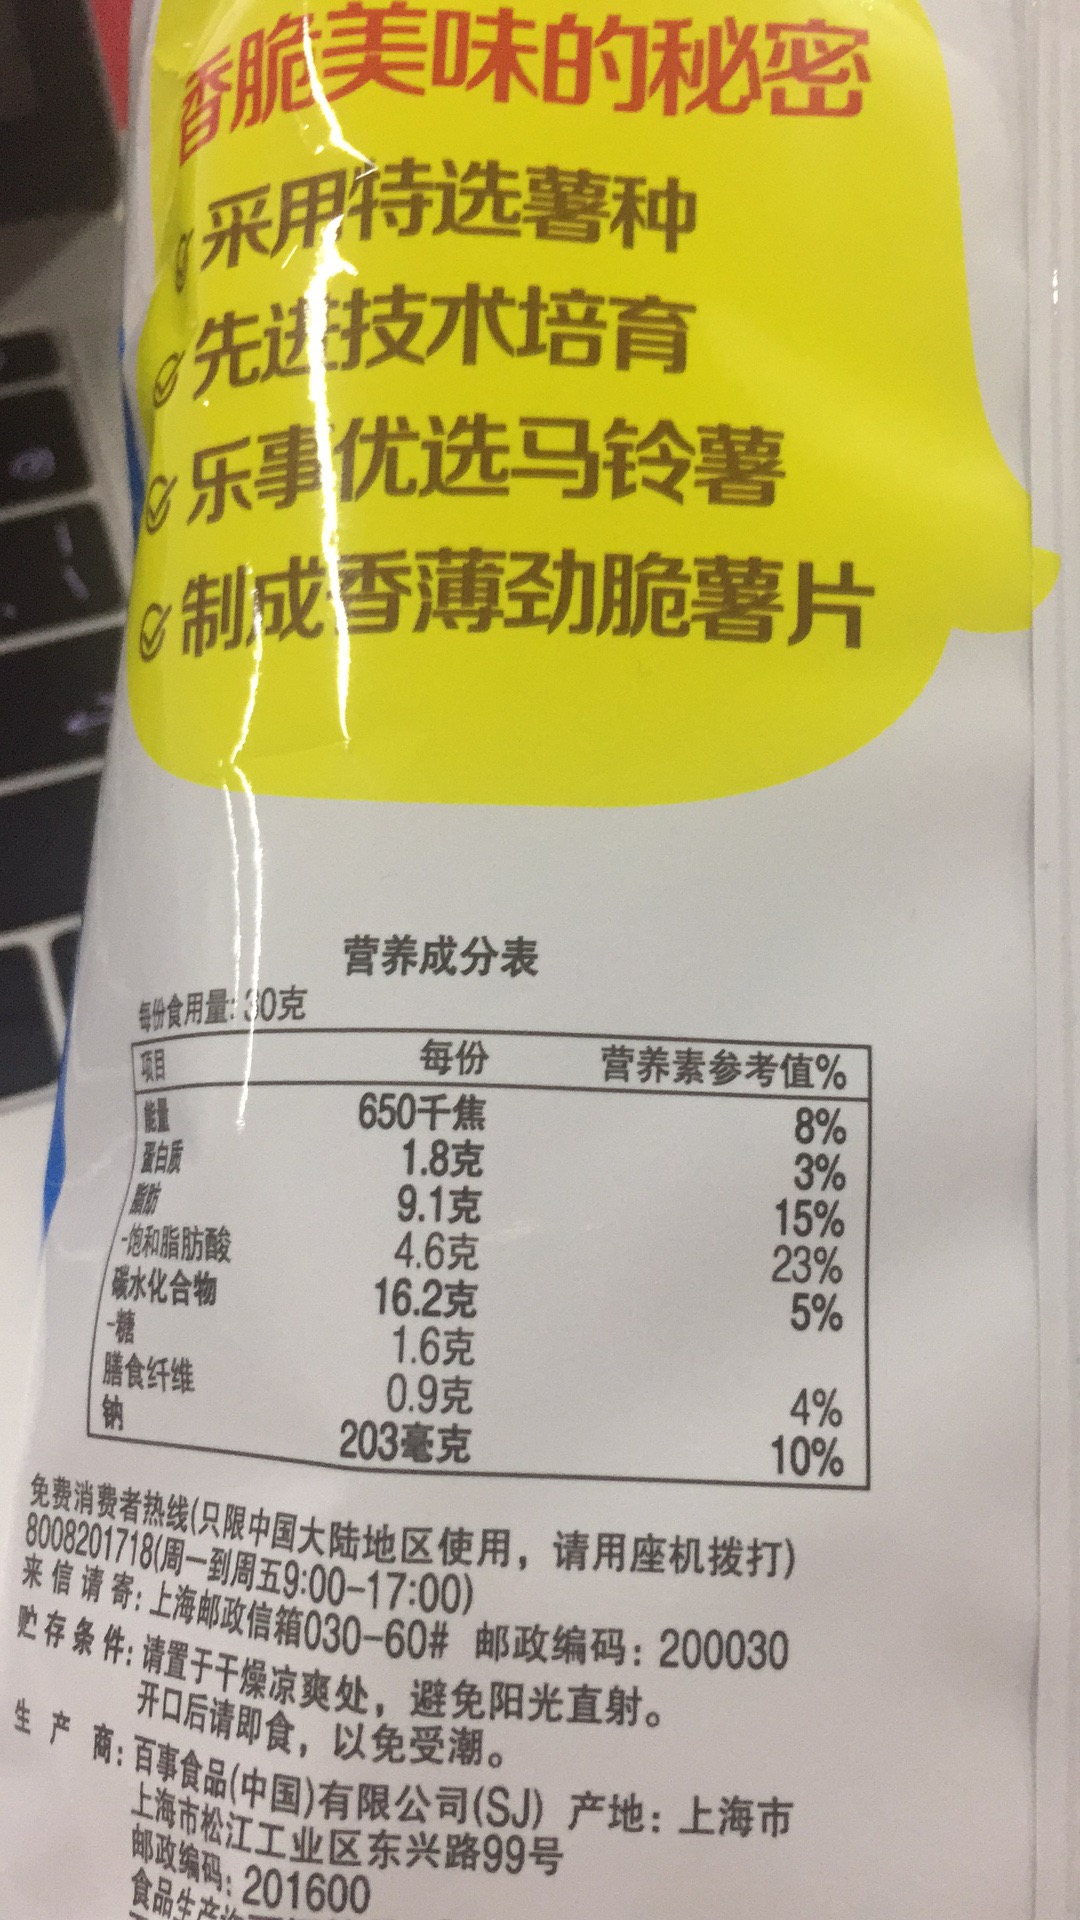 香脆美味的秘密
采用特选薯种
先进技术培育
乐事优选马铃薯
制成香薄劲脆薯片
营养成分表
每份食用量: 30克
项目 每份 营养素参考值%
能量 650千焦 8%
蛋白质 1.8克 3%
脂肪 9.1克 15%
-饱和脂肪酸 4.6克 23%
碳水化合物 16.2克 5%
-糖 1.6克
膳食纤维 0.9克 4%
钠 203毫克 10%
免费消费者热线(只限中国大陆地区使用，请用座机拨打)
8008201718(周一到周五9:00-17:00)
来信请寄: 上海邮政信箱030-60# 邮政编码: 200030
贮存条件: 请置于干燥凉爽处，避免阳光直射。
开口后请即食，以免受潮。
生产商: 百事食品(中国)有限公司(SJ) 产地: 上海市
上海市松江工业区东兴路99号
邮政编码: 201600
食品生产